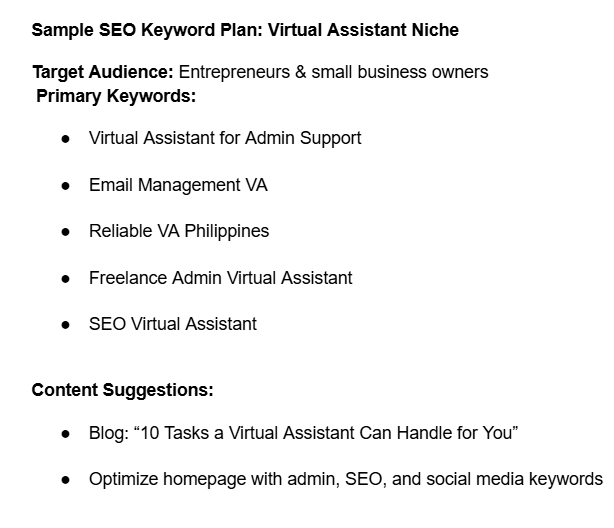 Sample SEO Keyword Plan: Virtual Assistant Niche
Target Audience: Entrepreneurs & small business owners
Primary Keywords:
● Virtual Assistant for Admin Support
● Email Management VA
● Reliable VA Philippines
● Freelance Admin Virtual Assistant
● SEO Virtual Assistant
Content Suggestions:
● Blog: “10 Tasks a Virtual Assistant Can Handle for You”
● Optimize homepage with admin, SEO, and social media keywords